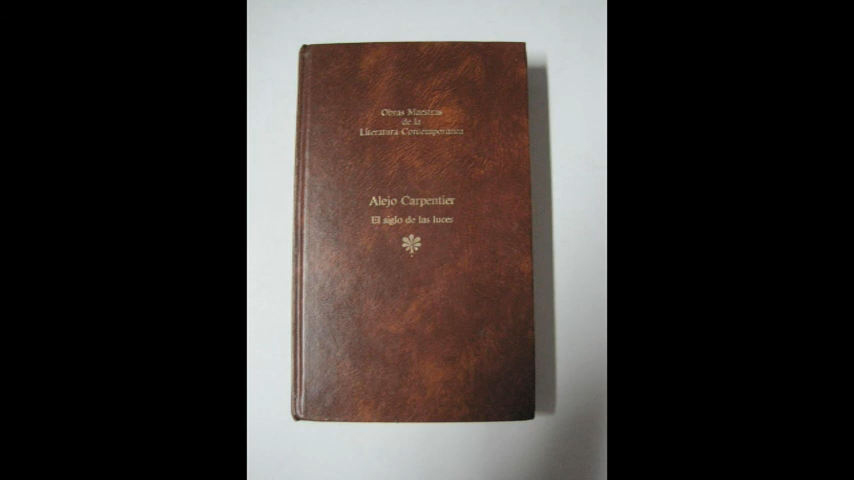 Obras Maestras
de la
Literatura Contemporánea
Alejo Carpentier
El siglo de las luces